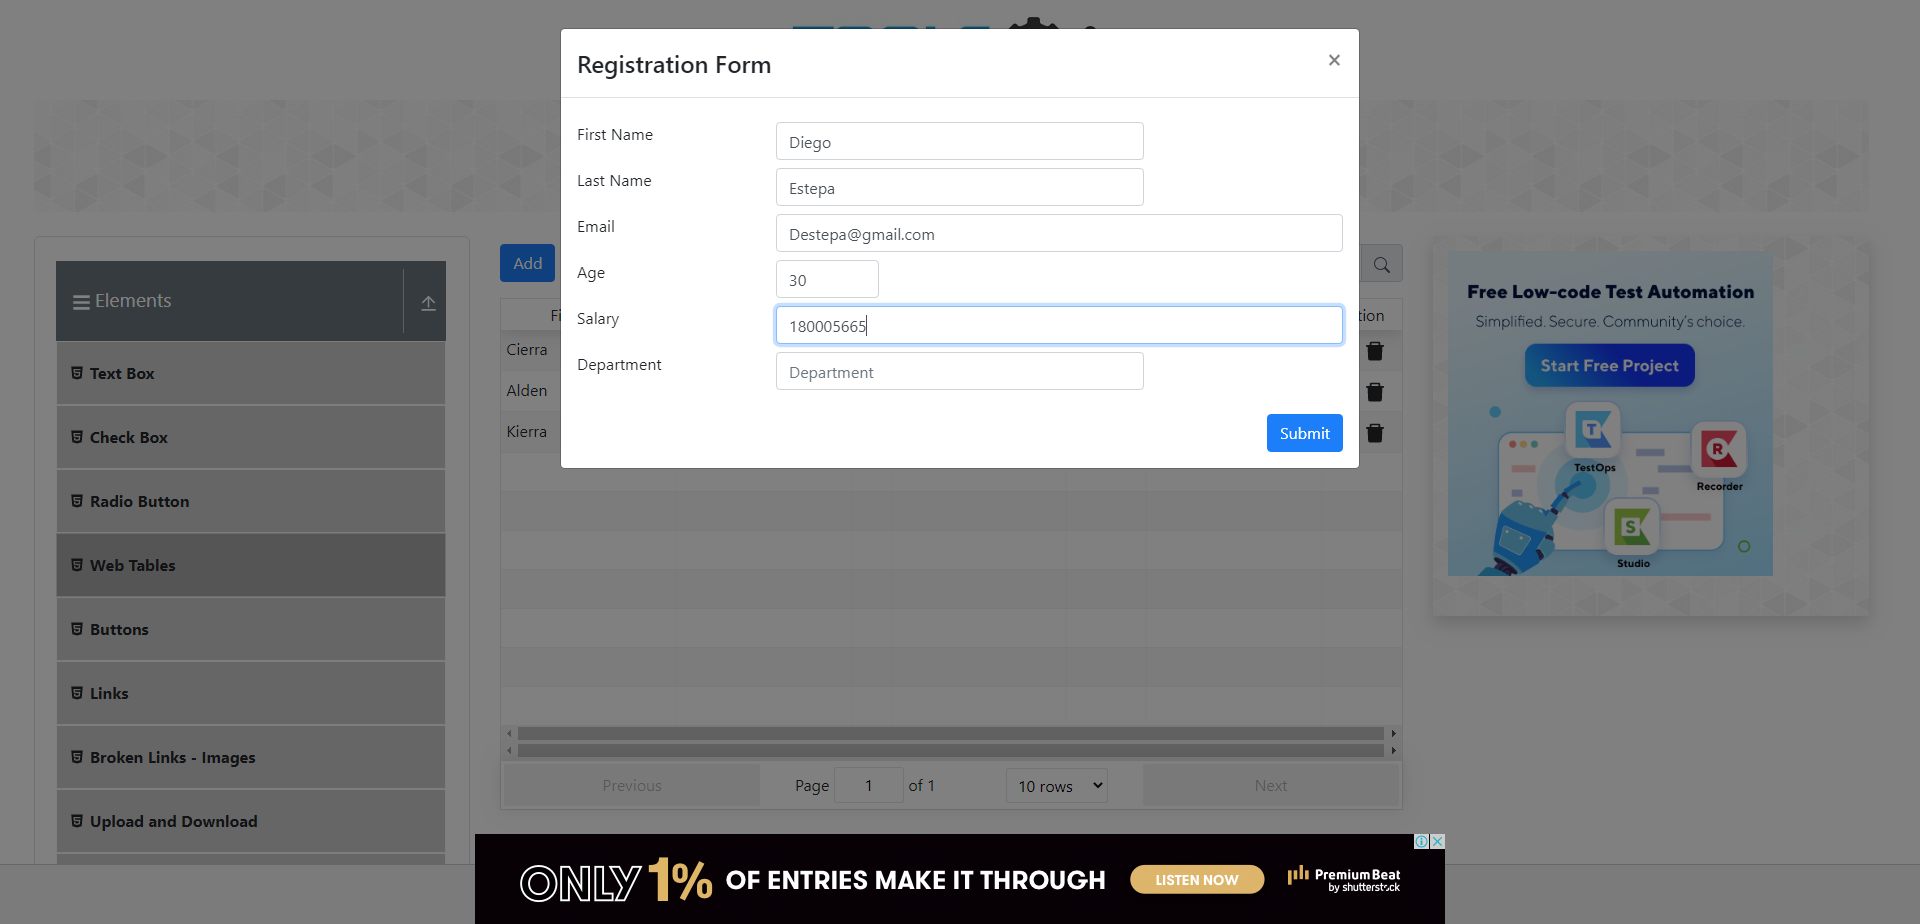 Registration Form
×
First Name
Diego
Last Name
Estepa
Email
Destepa@gmail.com
Age
30
Salary
180005665
Department
Department
Submit
Elements
Text Box
Check Box
Radio Button
Web Tables
Buttons
Links
Broken Links - Images
Upload and Download
Add
Cierra
Alden
Kierra
Previous
Page 1 of 1
10 rows
Next
Free Low-code Test Automation
Simplified. Secure. Community's choice.
Start Free Project
T
TestOps
R
Recorder
S
Studio
ONLY 1% OF ENTRIES MAKE IT THROUGH
LISTEN NOW
PremiumBeat
by shutterstock